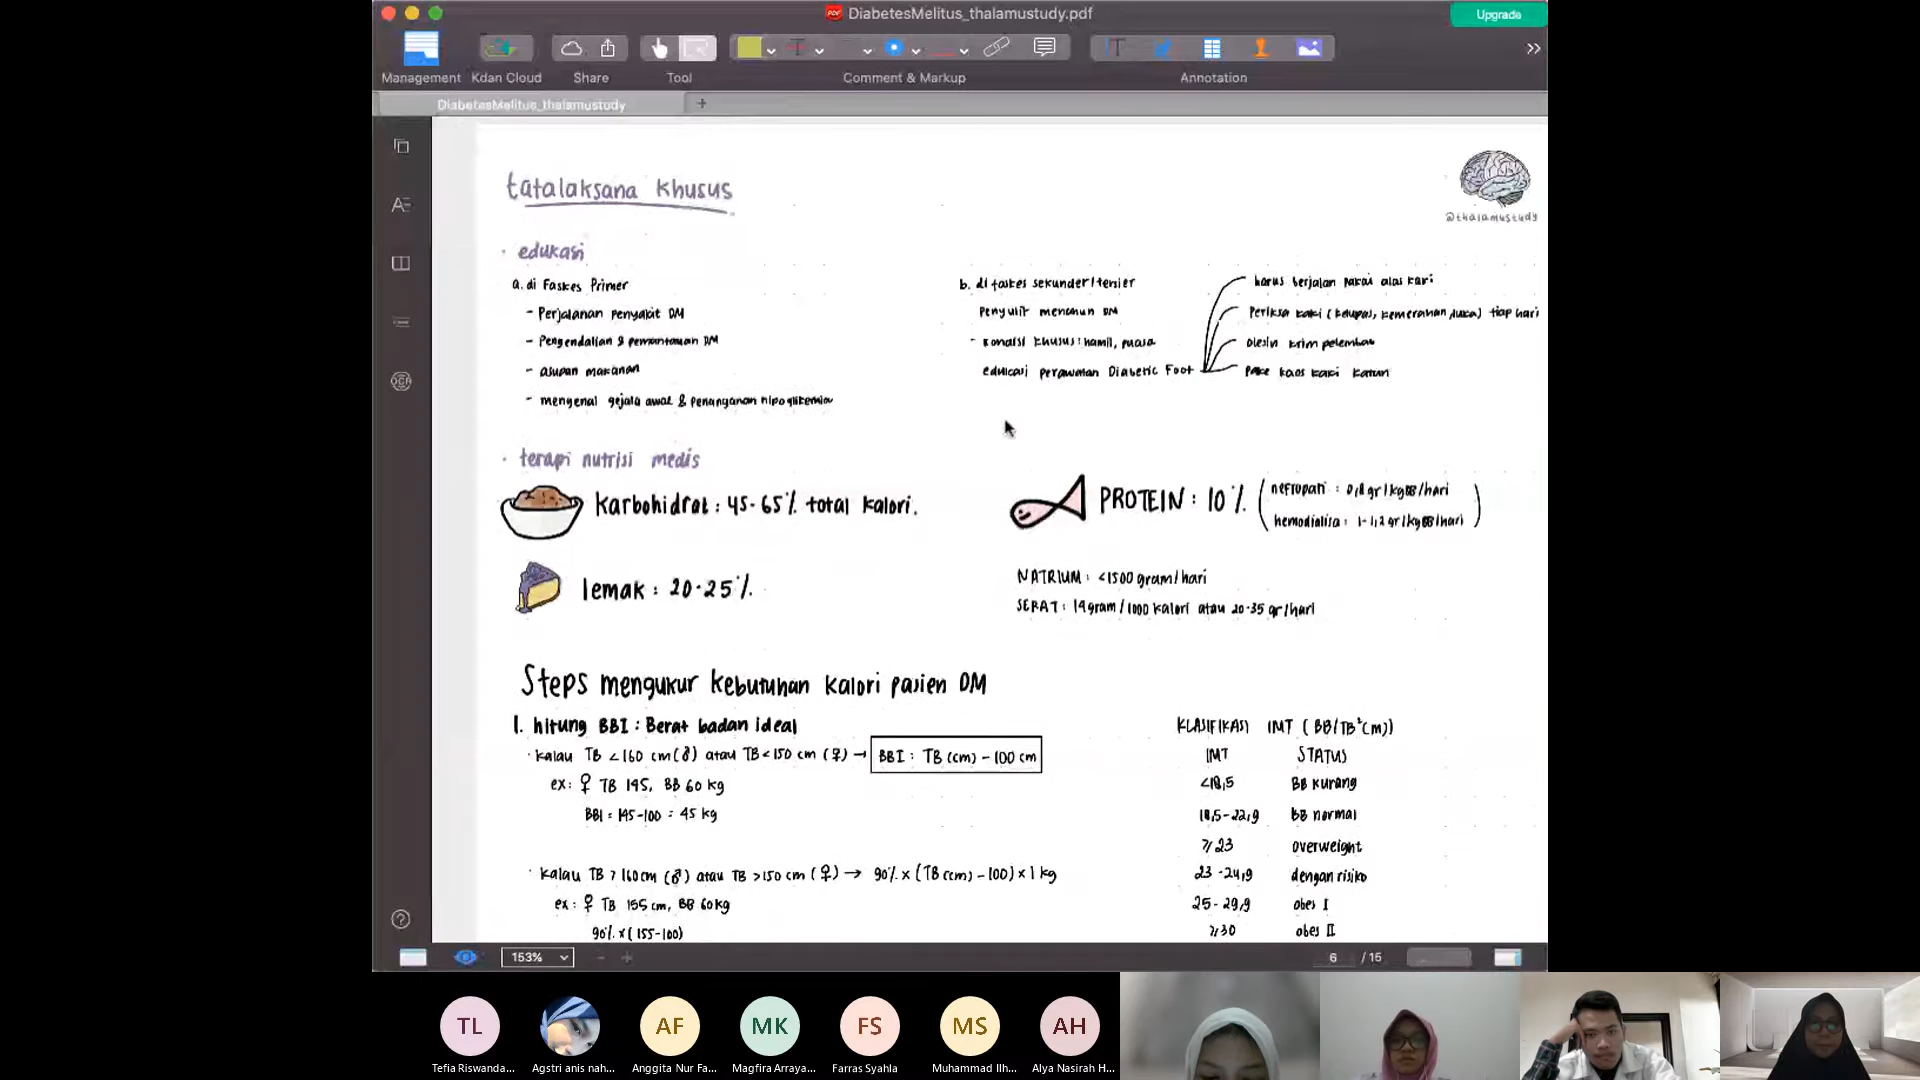 DiabetesMelitus_thalamustudy.pdf
Upgrade
Management
Kdan Cloud
Share
Tool
Comment & Markup
Annotation
DiabetesMelitus_thalamustudy
tatalaksana khusus
@thalamustudy
· edukasi
a. di Faskes Primer
- Perjalanan penyakit DM
- Pengendalian & pemantauan DM
- asupan makanan
- mengenal gejala awal & penanganan hipoglikemia
b. di faskes sekunder/tersier
Penyulit menahun DM
- kondisi khusus: hamil, puasa
edukasi perawatan Diabetic Foot
harus berjalan pakai alas kaki
Periksa kaki (kelupas, kemerahan, luka) tiap hari
olesin krim pelembab
pake kaos kaki katun
· terapi nutrisi medis
Karbohidrat : 45-65% total kalori.
PROTEIN : 10%
nefropati : 0,8 gr/kgBB/hari
hemodialisa : 1-1,2 gr/kgBB/hari
lemak : 20-25%.
NATRIUM : <1500 gram/hari
SERAT : 14gram/1000 kalori atau 20-35 gr/hari
Steps mengukur kebutuhan kalori pasien DM
1. hitung BBI : Berat badan ideal
· Kalau TB <160 cm (♂) atau TB <150 cm (♀) → BBI : TB (cm) - 100 cm
ex: ♀ TB 145, BB 60 kg
BBI = 145-100 = 45 kg
· Kalau TB > 160cm (♂) atau TB >150 cm (♀) → 90% x (TB (cm) - 100) x 1 kg
ex : ♀ TB 155 cm, BB 60kg
90% x (155-100)
KLASIFIKASI IMT (BB/TB²(m))
IMT STATUS
<18,5 BB kurang
18,5-22,9 BB normal
≥23 overweight
23-24,9 dengan risiko
25-29,9 obes I
≥30 obes II
153%
6 / 15
TL
AF
MK
FS
MS
AH
Tefia Riswanda...
Agstri anis nah...
Anggita Nur Fa...
Magfira Arraya...
Farras Syahla
Muhammad Ilh...
Alya Nasirah H...